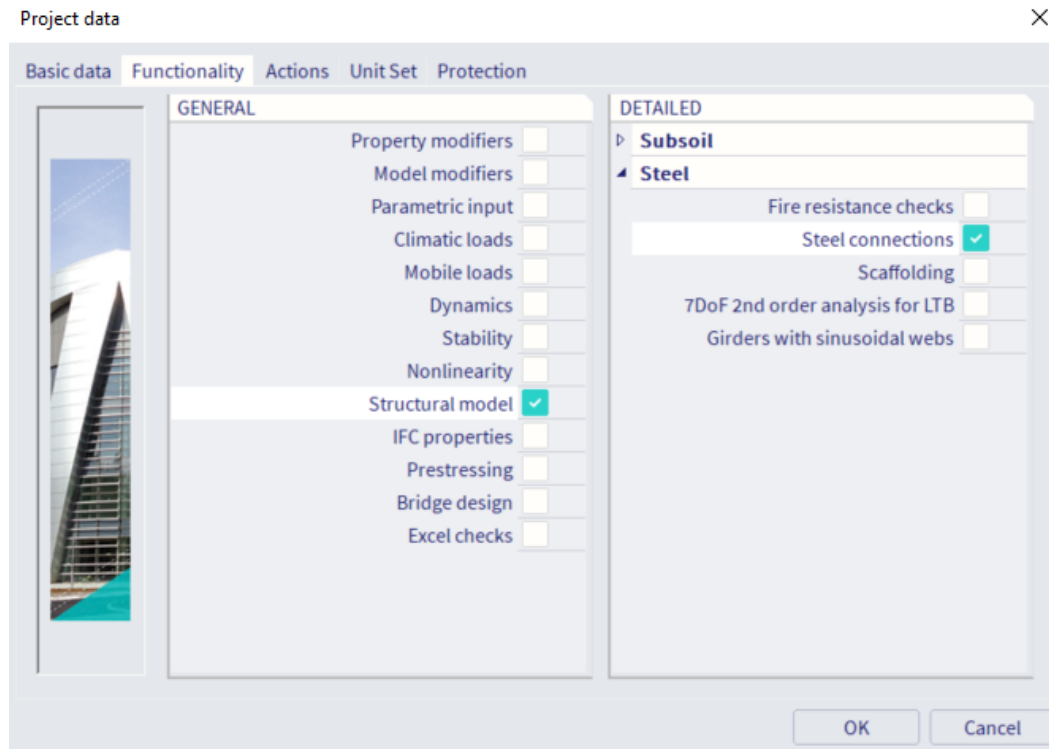 Project data
Basic data Functionality Actions Unit Set Protection
GENERAL
Property modifiers
Model modifiers
Parametric input
Climatic loads
Mobile loads
Dynamics
Stability
Nonlinearity
Structural model
IFC properties
Prestressing
Bridge design
Excel checks
DETAILED
Subsoil
Steel
Fire resistance checks
Steel connections
Scaffolding
7DoF 2nd order analysis for LTB
Girders with sinusoidal webs
OK Cancel